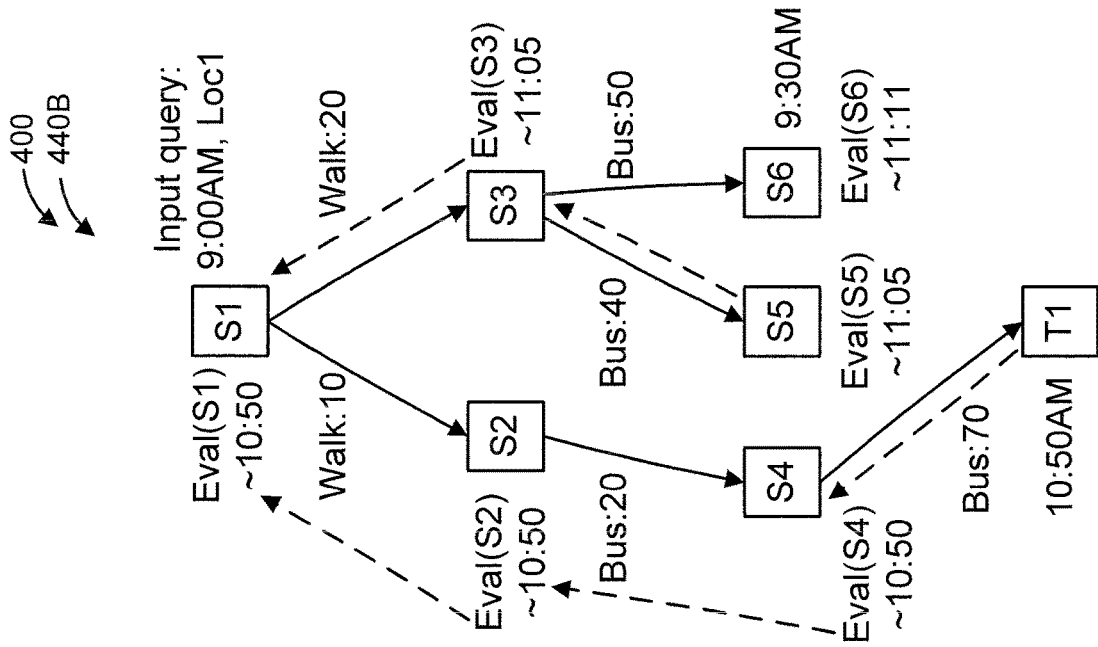 400
440B
Input query:
9:00AM, Loc1
Eval(S1)
~10:50
S1
Walk:10
Walk:20
Eval(S2)
~10:50
S2
S3
Eval(S3)
~11:05
Bus:20
Bus:40
Bus:50
9:30AM
Eval(S4)
~10:50
S4
S5
Eval(S5)
~11:05
S6
Eval(S6)
~11:11
Bus:70
10:50AM
T1